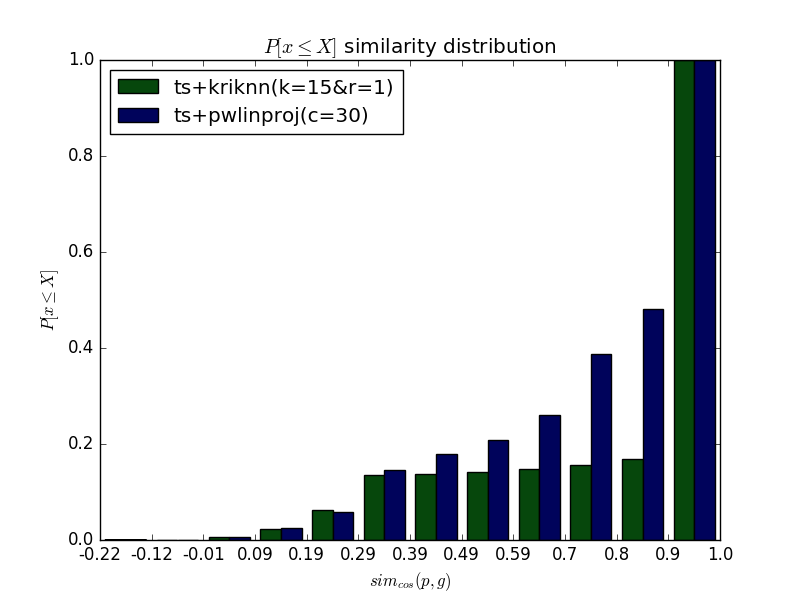 P[x ≤ X] similarity distribution
ts+kriknn(k=15&r=1)
ts+pwlinproj(c=30)
1.0
0.8
0.6
0.4
0.2
0.0
P[x ≤ X]
-0.22 -0.12 -0.01 0.09 0.19 0.29 0.39 0.49 0.59 0.7 0.8 0.9 1.0
sim_cos(p, g)